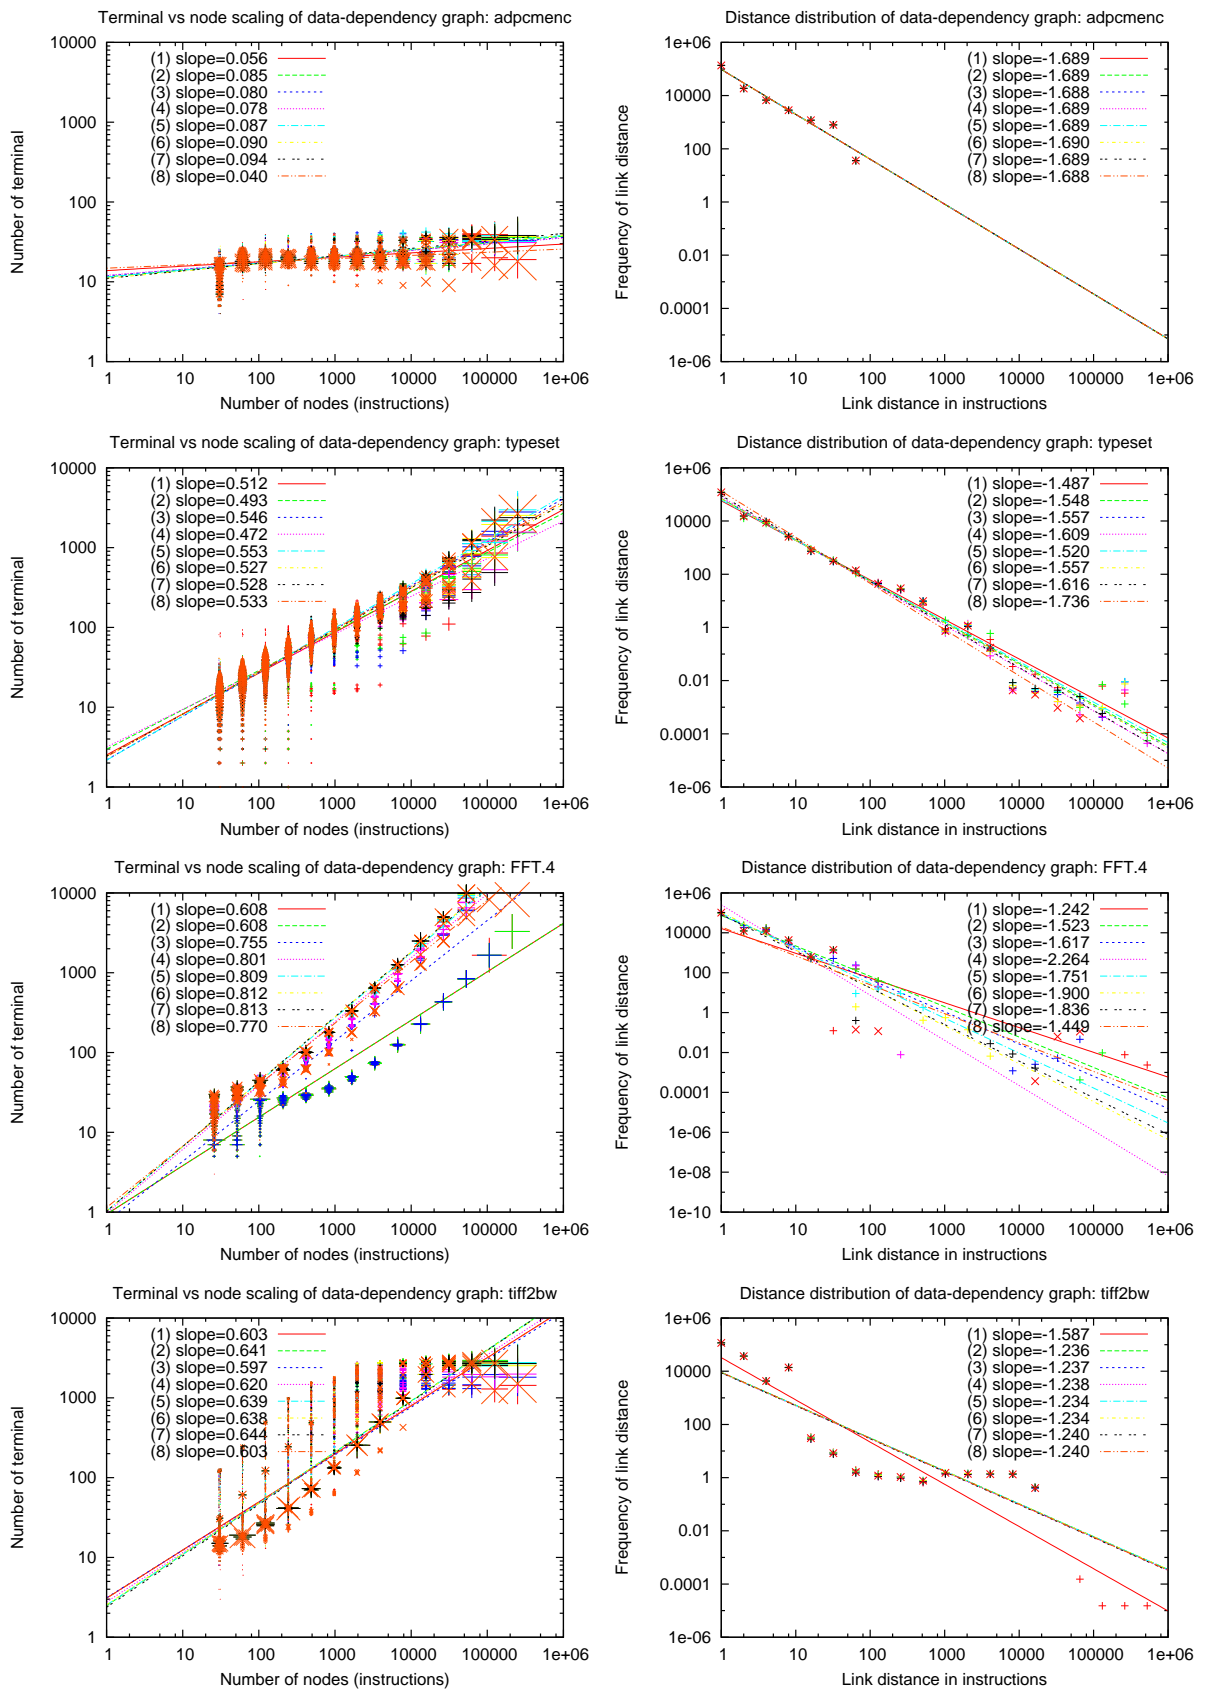 Terminal vs node scaling of data-dependency graph: adpcmenc
10000
1000
100
10
1
1 10 100 1000 10000 100000 1e+06
Number of terminal
Number of nodes (instructions)
(1) slope=0.056
(2) slope=0.085
(3) slope=0.080
(4) slope=0.078
(5) slope=0.087
(6) slope=0.090
(7) slope=0.094
(8) slope=0.040
Distance distribution of data-dependency graph: adpcmenc
1e+06
10000
100
1
0.01
0.0001
1e-06
1 10 100 1000 10000 100000 1e+06
Frequency of link distance
Link distance in instructions
(1) slope=-1.689
(2) slope=-1.689
(3) slope=-1.688
(4) slope=-1.689
(5) slope=-1.689
(6) slope=-1.690
(7) slope=-1.689
(8) slope=-1.688
Terminal vs node scaling of data-dependency graph: typeset
10000
1000
100
10
1
1 10 100 1000 10000 100000 1e+06
Number of terminal
Number of nodes (instructions)
(1) slope=0.512
(2) slope=0.493
(3) slope=0.546
(4) slope=0.472
(5) slope=0.553
(6) slope=0.527
(7) slope=0.528
(8) slope=0.533
Distance distribution of data-dependency graph: typeset
1e+06
10000
100
1
0.01
0.0001
1e-06
1 10 100 1000 10000 100000 1e+06
Frequency of link distance
Link distance in instructions
(1) slope=-1.487
(2) slope=-1.548
(3) slope=-1.557
(4) slope=-1.609
(5) slope=-1.520
(6) slope=-1.557
(7) slope=-1.616
(8) slope=-1.736
Terminal vs node scaling of data-dependency graph: FFT.4
10000
1000
100
10
1
1 10 100 1000 10000 100000 1e+06
Number of terminal
Number of nodes (instructions)
(1) slope=0.608
(2) slope=0.608
(3) slope=0.755
(4) slope=0.801
(5) slope=0.809
(6) slope=0.812
(7) slope=0.813
(8) slope=0.770
Distance distribution of data-dependency graph: FFT.4
1e+06
10000
100
1
0.01
0.0001
1e-06
1e-08
1e-10
1 10 100 1000 10000 100000 1e+06
Frequency of link distance
Link distance in instructions
(1) slope=-1.242
(2) slope=-1.523
(3) slope=-1.617
(4) slope=-2.264
(5) slope=-1.751
(6) slope=-1.900
(7) slope=-1.836
(8) slope=-1.449
Terminal vs node scaling of data-dependency graph: tiff2bw
10000
1000
100
10
1
1 10 100 1000 10000 100000 1e+06
Number of terminal
Number of nodes (instructions)
(1) slope=0.603
(2) slope=0.641
(3) slope=0.597
(4) slope=0.620
(5) slope=0.639
(6) slope=0.638
(7) slope=0.644
(8) slope=0.603
Distance distribution of data-dependency graph: tiff2bw
1e+06
10000
100
1
0.01
0.0001
1e-06
1 10 100 1000 10000 100000 1e+06
Frequency of link distance
Link distance in instructions
(1) slope=-1.587
(2) slope=-1.236
(3) slope=-1.237
(4) slope=-1.238
(5) slope=-1.234
(6) slope=-1.234
(7) slope=-1.240
(8) slope=-1.240